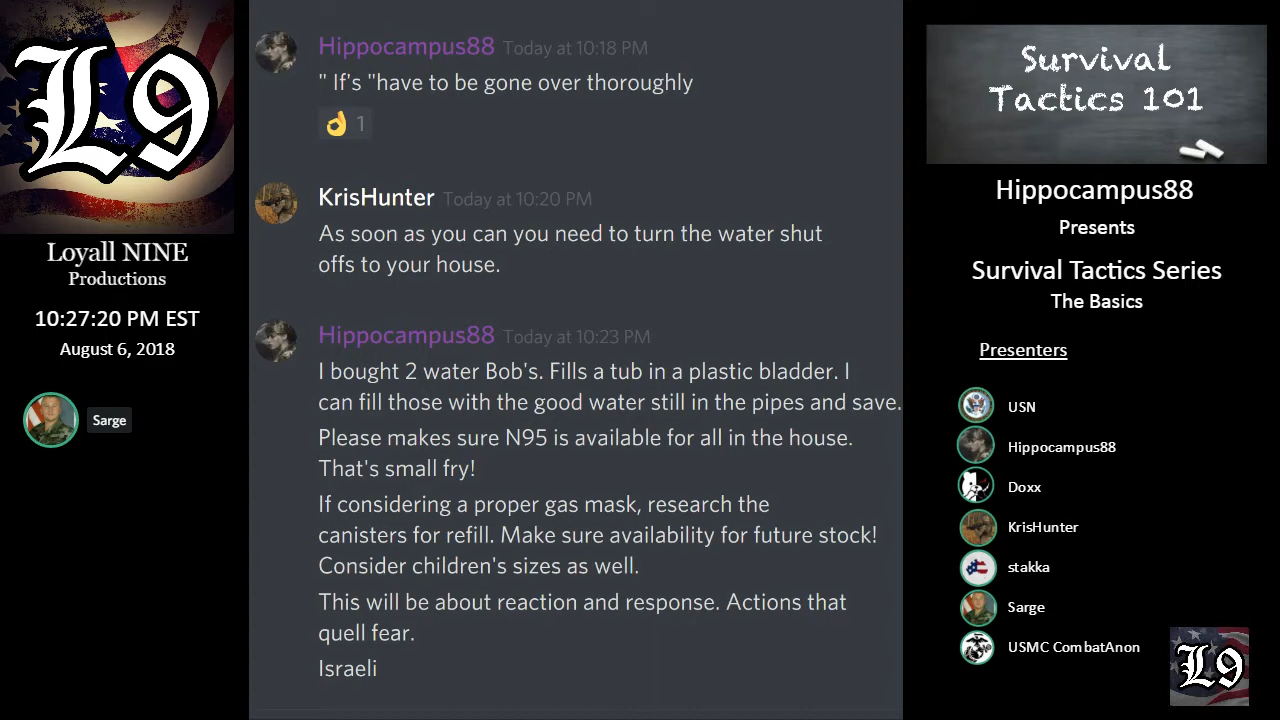 L9
Loyall NINE
Productions
10:27:20 PM EST
August 6, 2018
Sarge
Hippocampus88 Today at 10:18 PM
" If's "have to be gone over thoroughly
👌 1
KrisHunter Today at 10:20 PM
As soon as you can you need to turn the water shut
offs to your house.
Hippocampus88 Today at 10:23 PM
I bought 2 water Bob's. Fills a tub in a plastic bladder. I
can fill those with the good water still in the pipes and save.
Please makes sure N95 is available for all in the house.
That's small fry!
If considering a proper gas mask, research the
canisters for refill. Make sure availability for future stock!
Consider children's sizes as well.
This will be about reaction and response. Actions that
quell fear.
Israeli
Survival
Tactics 101
Hippocampus88
Presents
Survival Tactics Series
The Basics
Presenters
USN
Hippocampus88
Doxx
KrisHunter
stakka
Sarge
USMC CombatAnon
L9